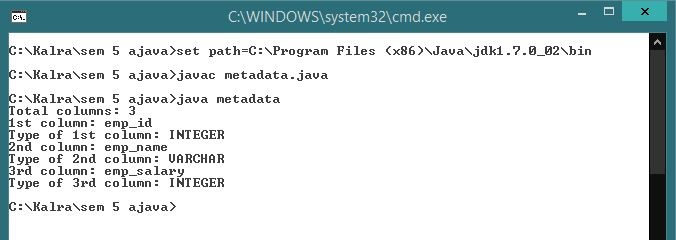 C:\WINDOWS\system32\cmd.exe
C:\Kalra\sem 5 ajava>set path=C:\Program Files (x86)\Java\jdk1.7.0_02\bin
C:\Kalra\sem 5 ajava>javac metadata.java
C:\Kalra\sem 5 ajava>java metadata
Total columns: 3
1st column: emp_id
Type of 1st column: INTEGER
2nd column: emp_name
Type of 2nd column: VARCHAR
3rd column: emp_salary
Type of 3rd column: INTEGER
C:\Kalra\sem 5 ajava>